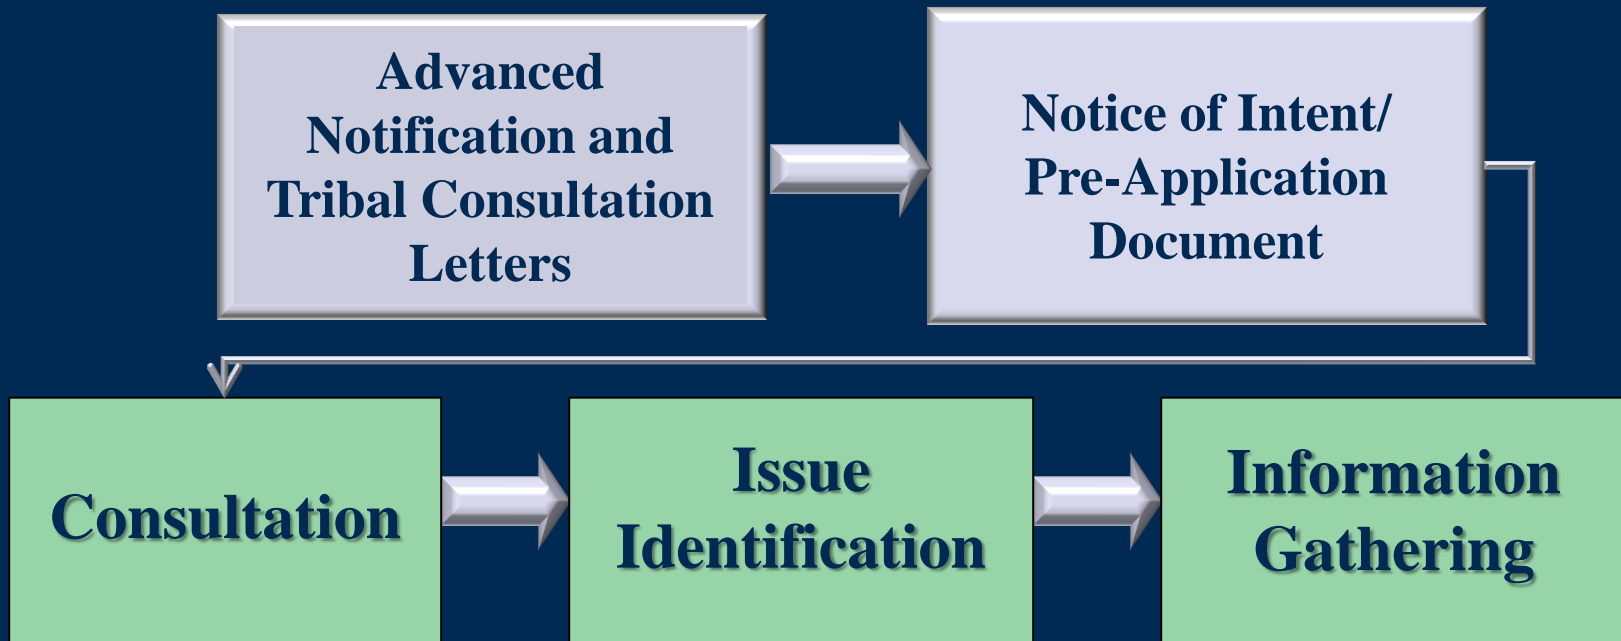 Advanced
Notification and
Tribal Consultation
Letters
Notice of Intent/
Pre-Application
Document
Consultation
Issue
Identification
Information
Gathering